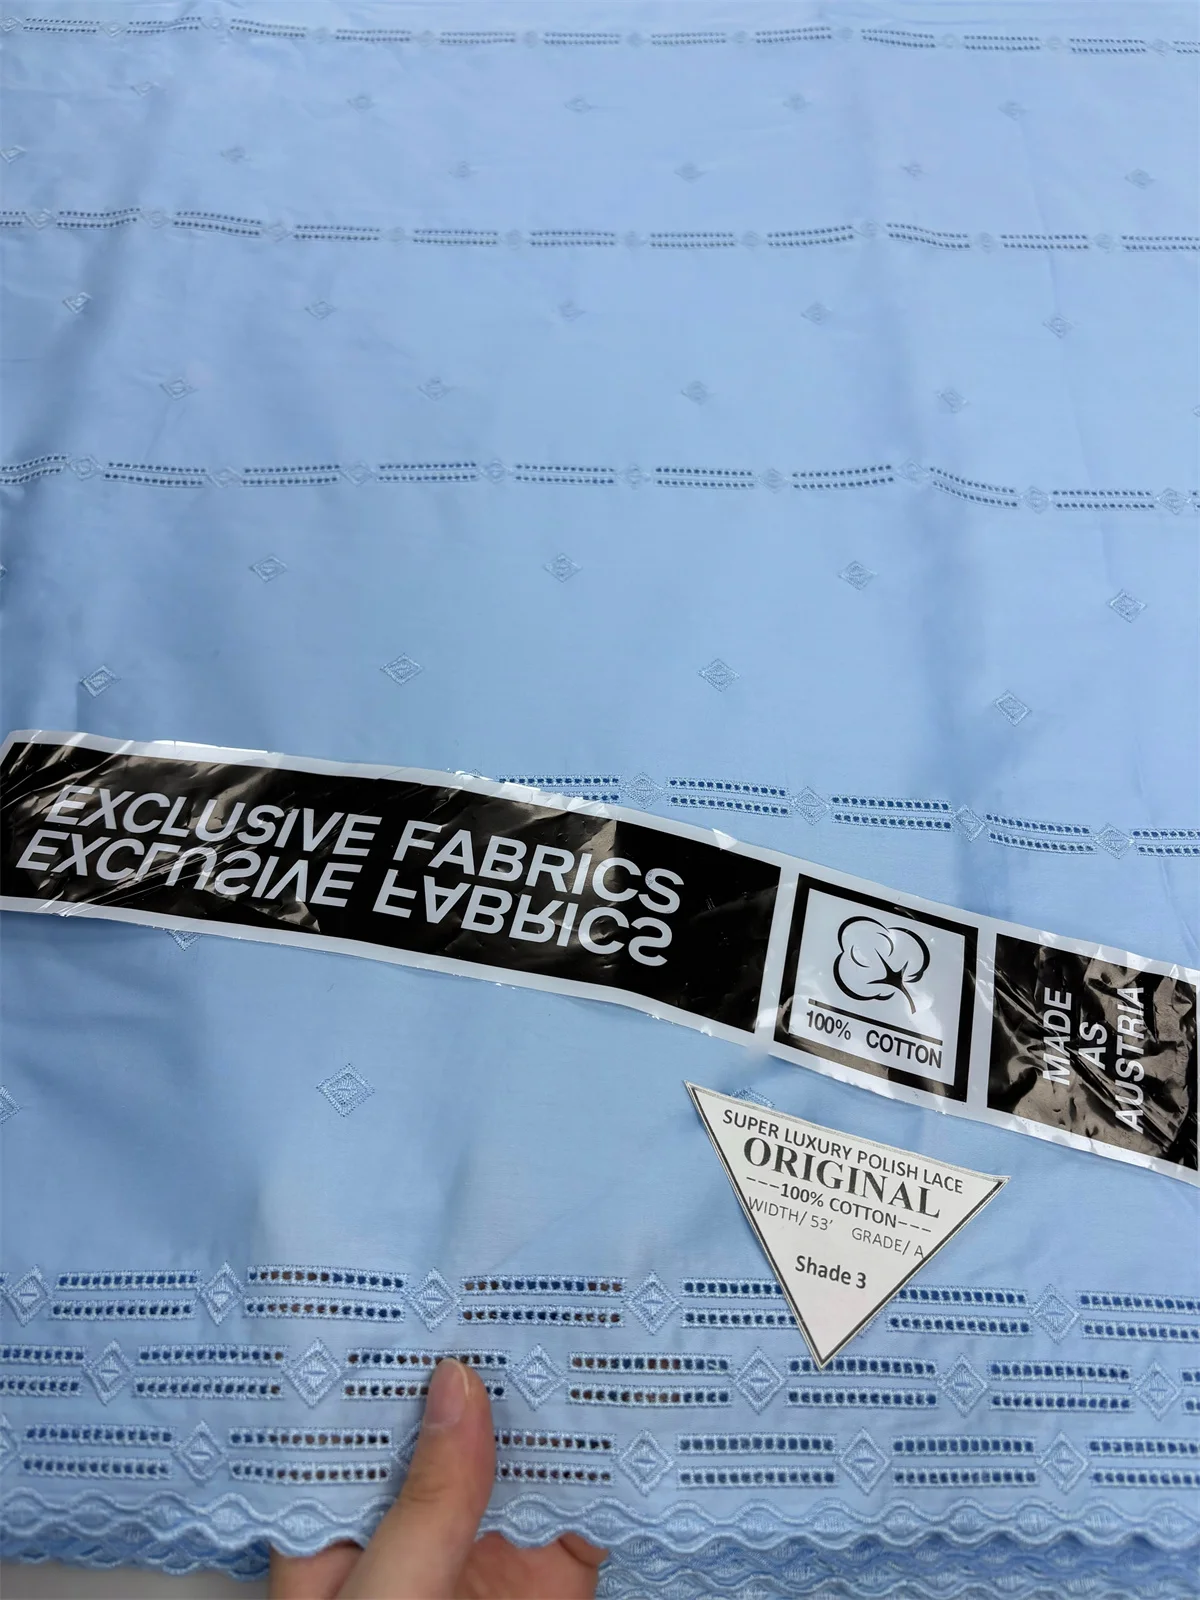 EXCLUSIVE FABRICS
EXCLUSIVE FABRICS
100% COTTON
MADE
AS
AUSTRIA
SUPER LUXURY POLISH LACE
ORIGINAL
---100% COTTON---
WIDTH/ 53' GRADE/ A
Shade 3